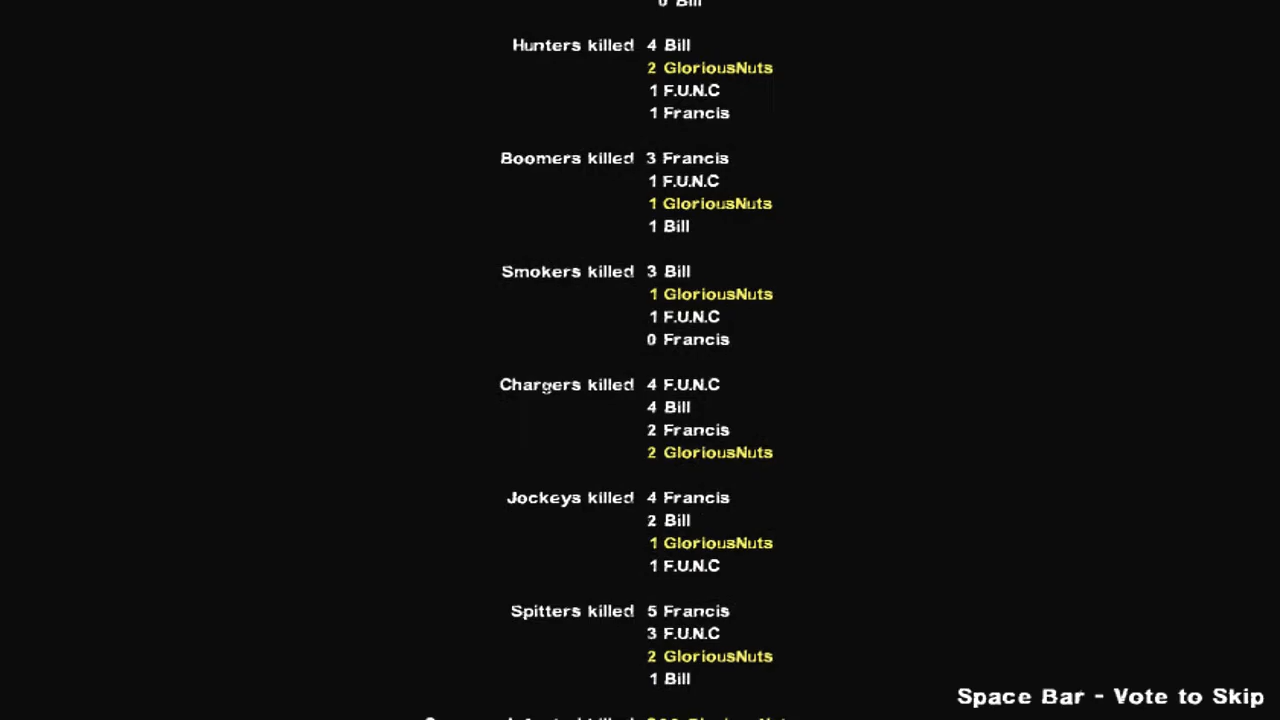 0 Bill
Hunters killed 4 Bill
2 GloriousNuts
1 F.U.N.C
1 Francis
Boomers killed 3 Francis
1 F.U.N.C
1 GloriousNuts
1 Bill
Smokers killed 3 Bill
1 GloriousNuts
1 F.U.N.C
0 Francis
Chargers killed 4 F.U.N.C
4 Bill
2 Francis
2 GloriousNuts
Jockeys killed 4 Francis
2 Bill
1 GloriousNuts
1 F.U.N.C
Spitters killed 5 Francis
3 F.U.N.C
2 GloriousNuts
1 Bill
Space Bar - Vote to Skip